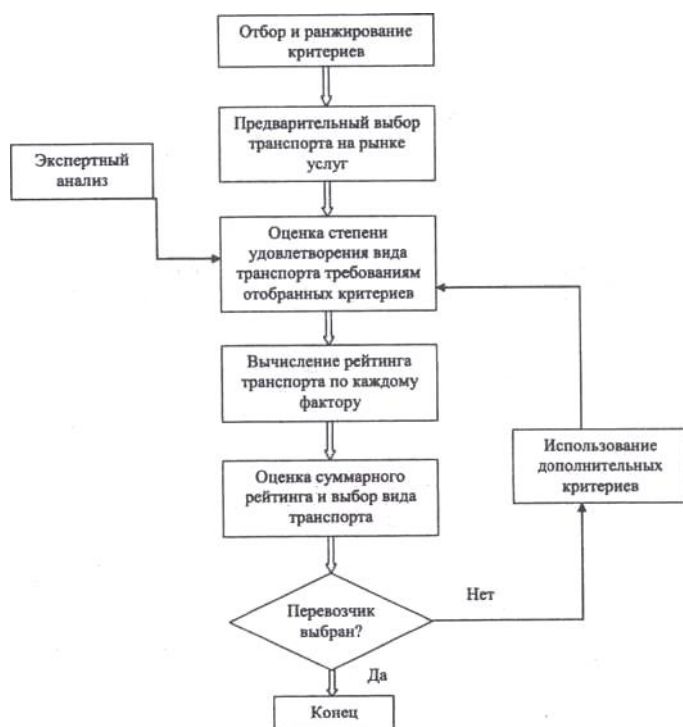 Отбор и ранжирование
критериев
Предварительный выбор
транспорта на рынке
услуг
Экспертный
анализ
Оценка степени
удовлетворения вида
транспорта требованиям
отобранных критериев
Вычисление рейтинга
транспорта по каждому
фактору
Использование
дополнительных
критериев
Оценка суммарного
рейтинга и выбор вида
транспорта
Перевозчик
выбран?
Нет
Да
Конец